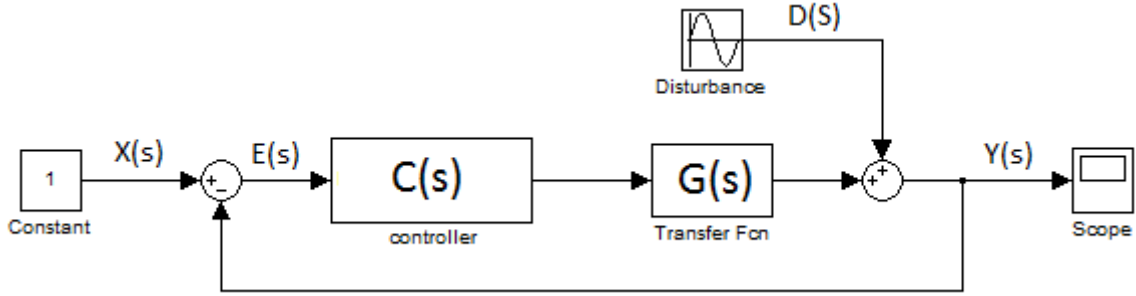 D(S)
Disturbance
X(s)
E(s)
Y(s)
1
+
−
C(s)
G(s)
+
+
Constant
controller
Transfer Fcn
Scope